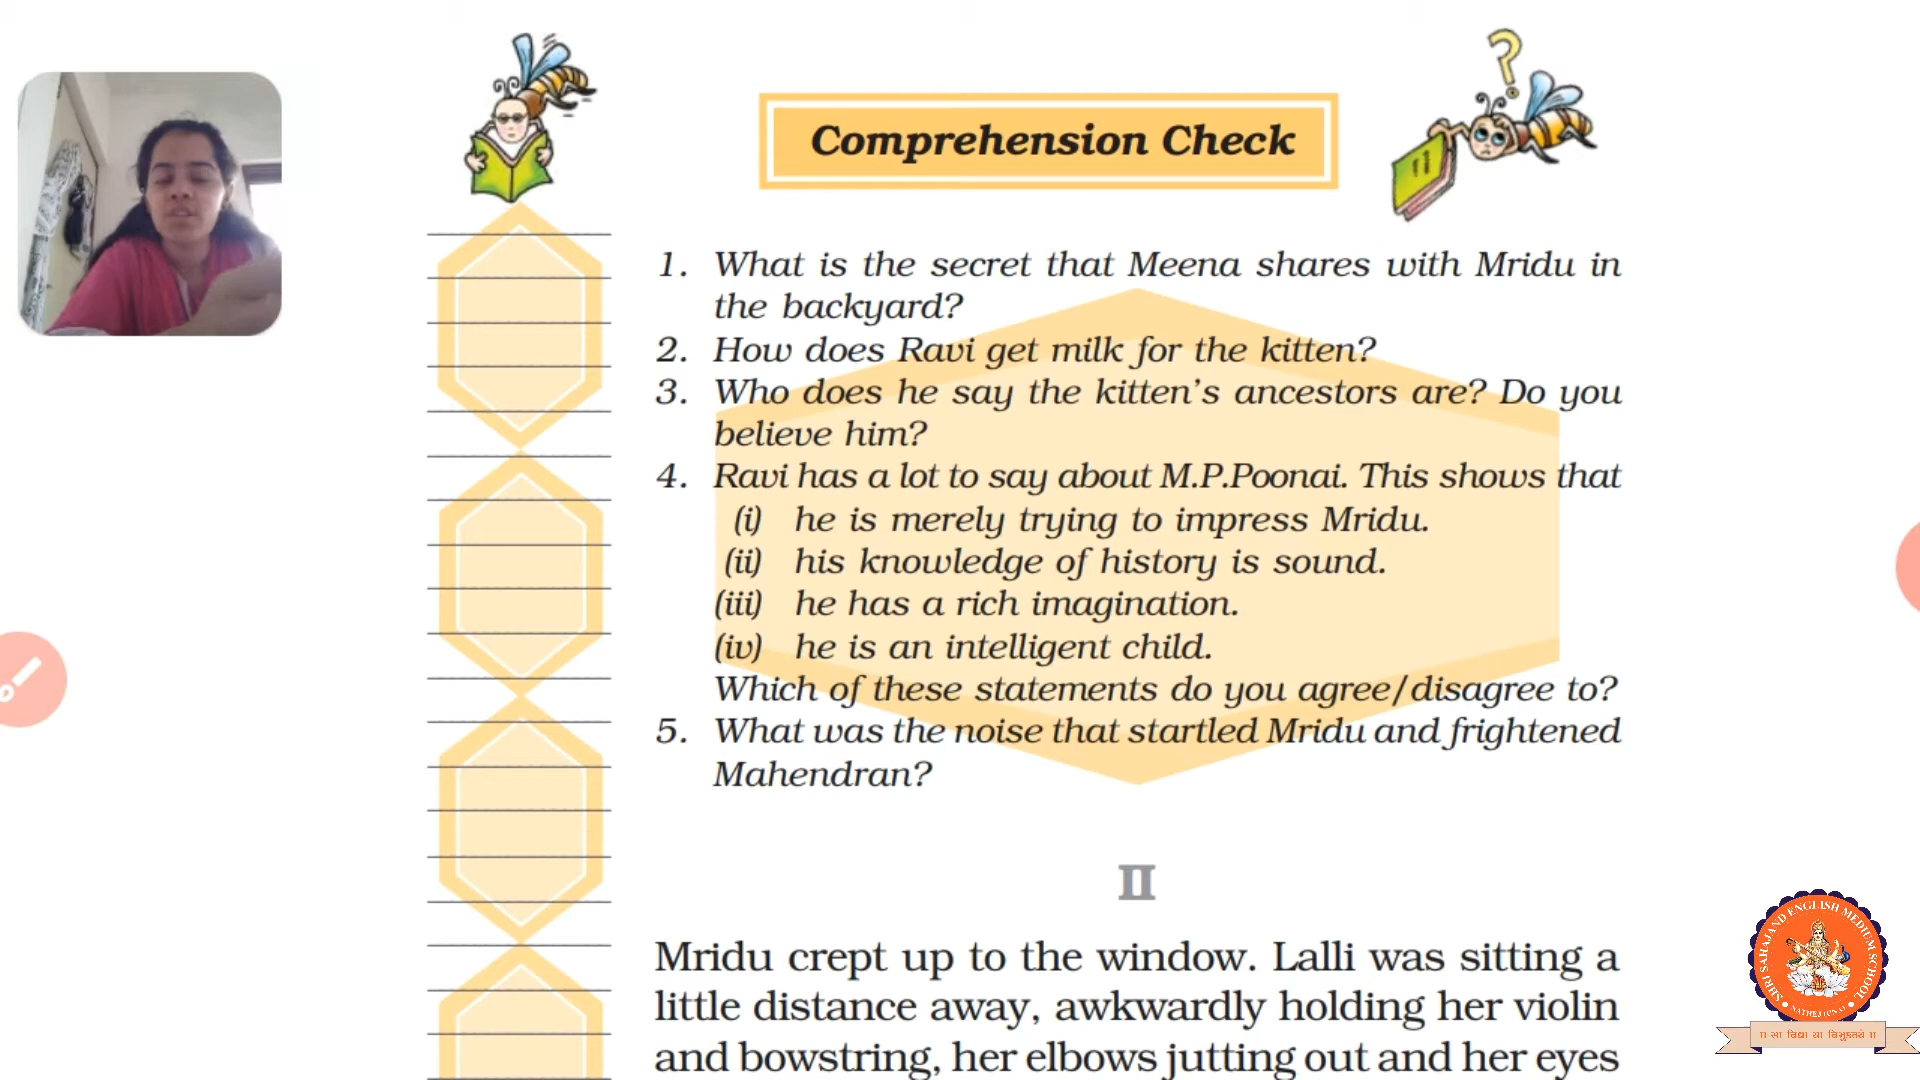 Comprehension Check
1. What is the secret that Meena shares with Mridu in
the backyard?
2. How does Ravi get milk for the kitten?
3. Who does he say the kitten's ancestors are? Do you
believe him?
4. Ravi has a lot to say about M.P.Poonai. This shows that
(i) he is merely trying to impress Mridu.
(ii) his knowledge of history is sound.
(iii) he has a rich imagination.
(iv) he is an intelligent child.
Which of these statements do you agree/disagree to?
5. What was the noise that startled Mridu and frightened
Mahendran?
II
Mridu crept up to the window. Lalli was sitting a
little distance away, awkwardly holding her violin
and bowstring, her elbows jutting out and her eyes
SHRI SAHAJANAND ENGLISH MEDIUM SCHOOL
।। सा विद्या या विमुक्तये ।।